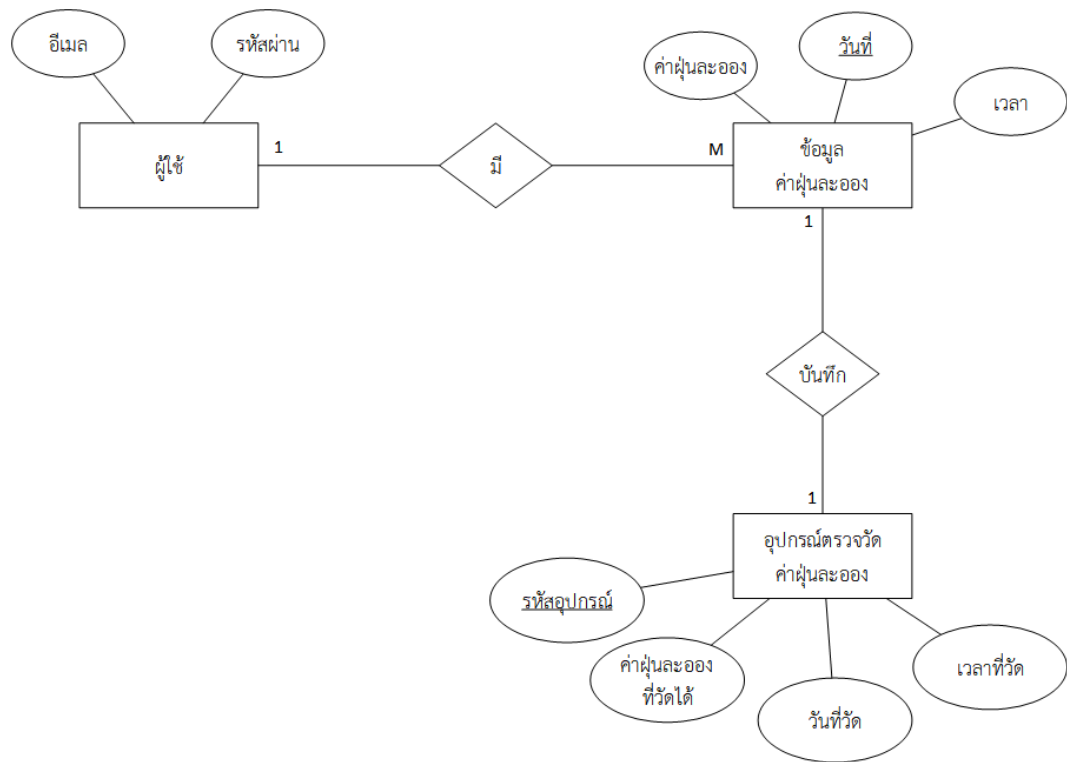 อีเมล
รหัสผ่าน
ค่าฝุ่นละออง
วันที่
เวลา
ผู้ใช้
1
มี
M
ข้อมูล
ค่าฝุ่นละออง
1
บันทึก
1
อุปกรณ์ตรวจวัด
ค่าฝุ่นละออง
รหัสอุปกรณ์
ค่าฝุ่นละออง
ที่วัดได้
วันที่วัด
เวลาที่วัด